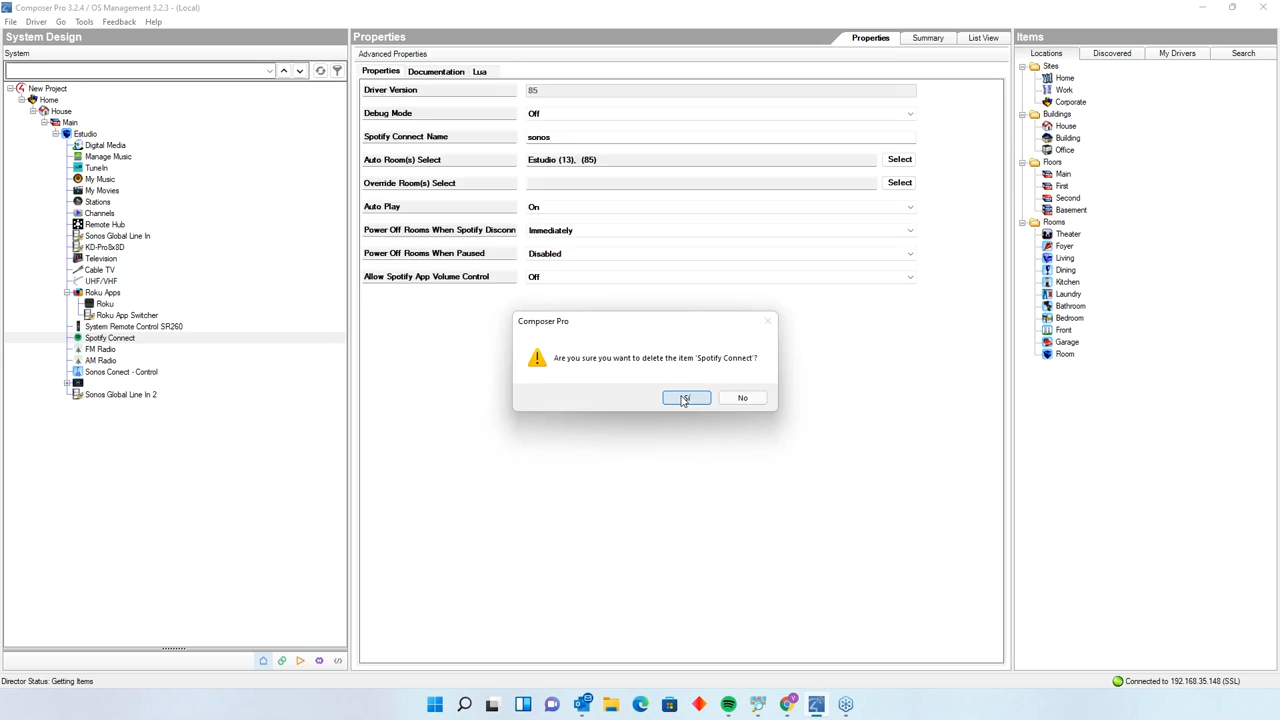 Composer Pro 3.2.4 / OS Management 3.2.3 - (Local)
File Driver Go Tools Feedback Help
System Design
System
New Project
Home
House
Main
Estudio
Digital Media
Manage Music
TuneIn
My Music
My Movies
Stations
Channels
Remote Hub
Sonos Global Line In
KD-Pro8x8D
Television
Cable TV
UHF/VHF
Roku Apps
Roku
Roku App Switcher
System Remote Control SR260
Spotify Connect
FM Radio
AM Radio
Sonos Conect - Control
Sonos Global Line In 2
Properties
Properties Summary List View
Advanced Properties
Properties Documentation Lua
Driver Version 85
Debug Mode Off
Spotify Connect Name sonos
Auto Room(s) Select Estudio (13), (85) Select
Override Room(s) Select Select
Auto Play On
Power Off Rooms When Spotify Disconn Immediately
Power Off Rooms When Paused Disabled
Allow Spotify App Volume Control Off
Composer Pro
Are you sure you want to delete the item 'Spotify Connect'?
No
Items
Locations Discovered My Drivers Search
Sites
Home
Work
Corporate
Buildings
House
Building
Office
Floors
Main
First
Second
Basement
Rooms
Theater
Foyer
Living
Dining
Kitchen
Laundry
Bathroom
Bedroom
Front
Garage
Room
Director Status: Getting Items
Connected to 192.168.35.148 (SSL)